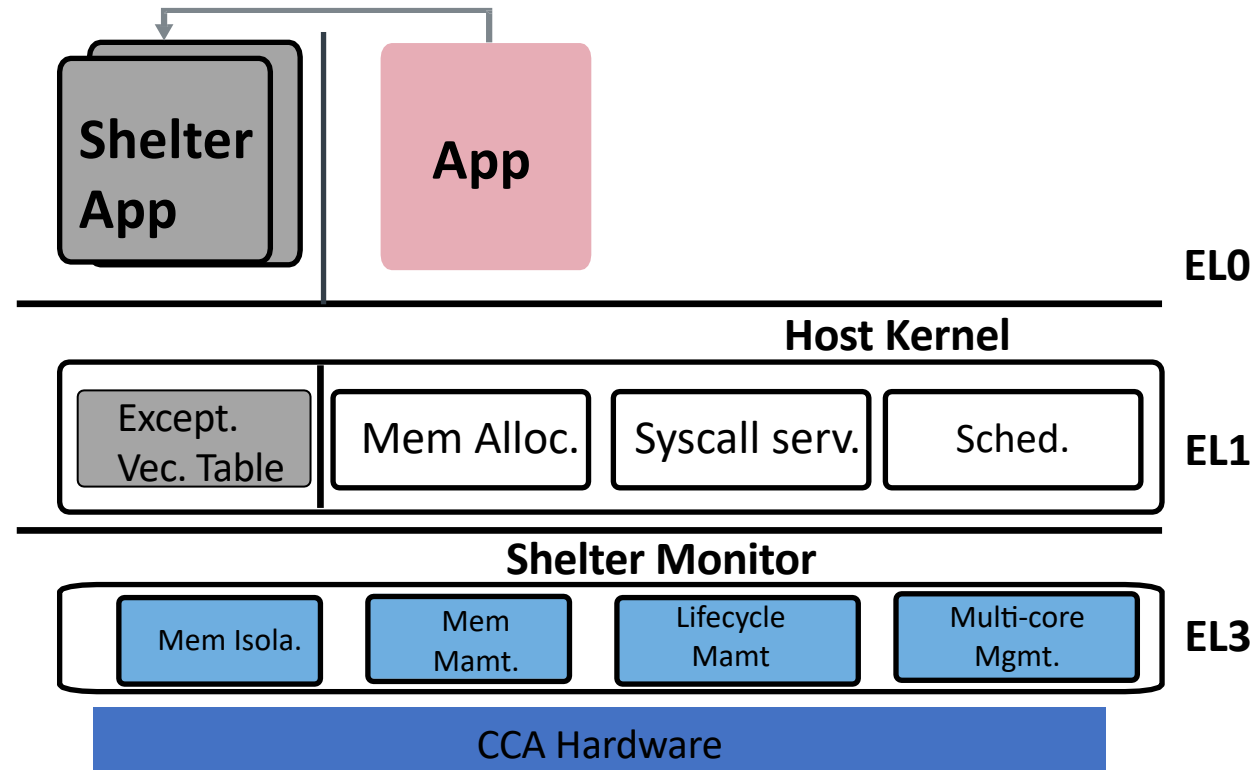 Shelter
App
App
EL0
Host Kernel
Except.
Vec. Table
Mem Alloc.
Syscall serv.
Sched.
EL1
Shelter Monitor
Mem Isola.
Mem
Mamt.
Lifecycle
Mamt
Multi-core
Mgmt.
EL3
CCA Hardware